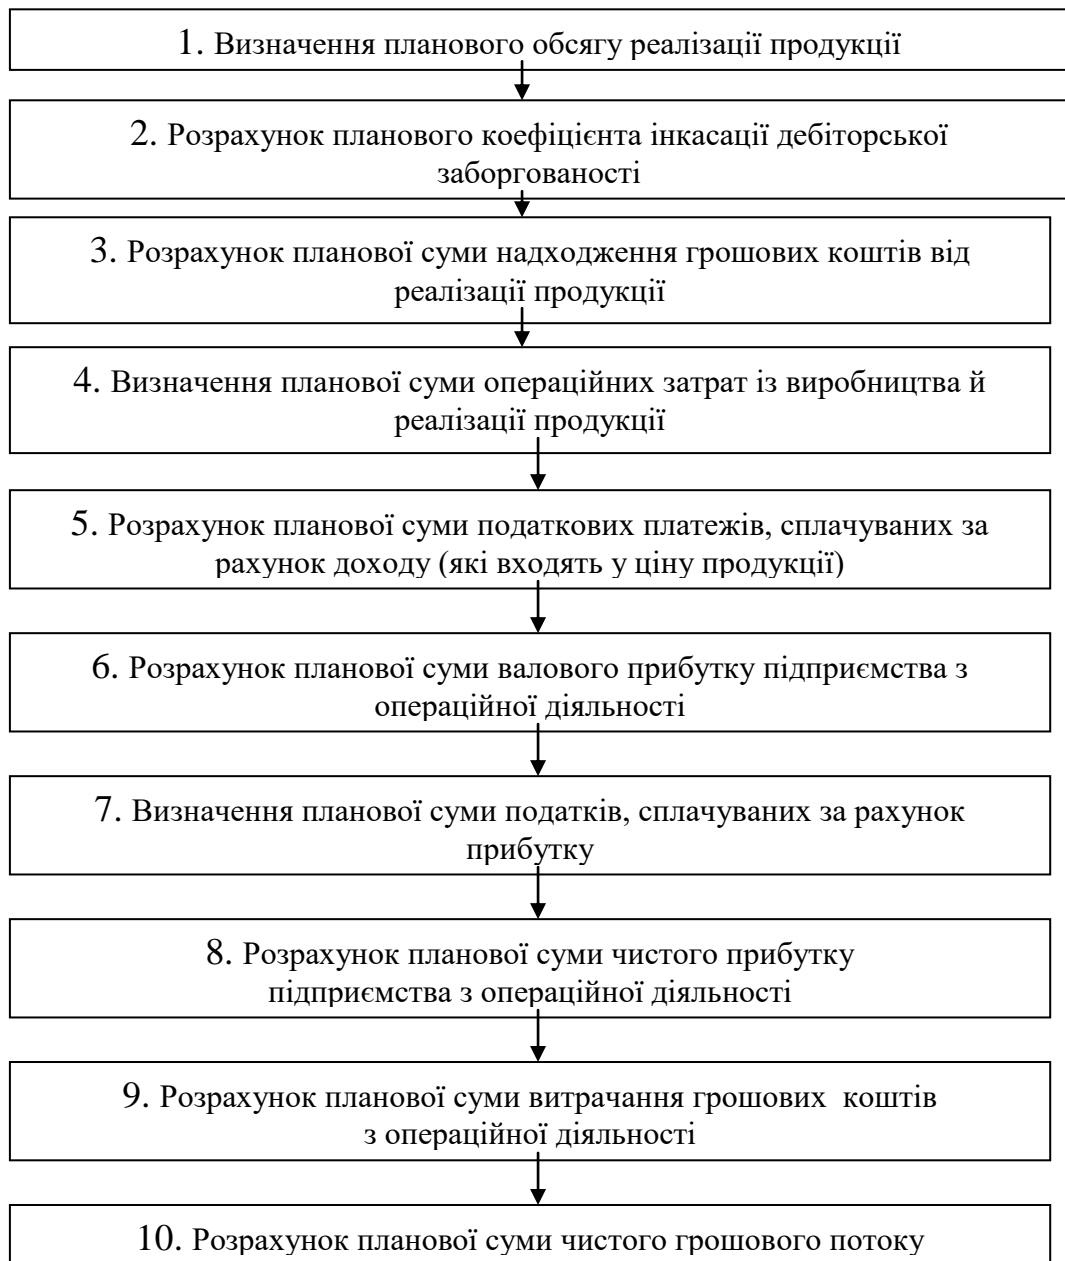 1. Визначення планового обсягу реалізації продукції
2. Розрахунок планового коефіцієнта інкасації дебіторської
заборгованості
3. Розрахунок планової суми надходження грошових коштів від
реалізації продукції
4. Визначення планової суми операційних затрат із виробництва й
реалізації продукції
5. Розрахунок планової суми податкових платежів, сплачуваних за
рахунок доходу (які входять у ціну продукції)
6. Розрахунок планової суми валового прибутку підприємства з
операційної діяльності
7. Визначення планової суми податків, сплачуваних за рахунок
прибутку
8. Розрахунок планової суми чистого прибутку
підприємства з операційної діяльності
9. Розрахунок планової суми витрачання грошових коштів
з операційної діяльності
10. Розрахунок планової суми чистого грошового потоку